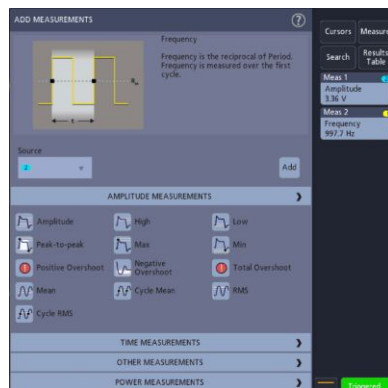 ADD MEASUREMENTS
?
Frequency
Frequency is the reciprocal of Period.
Frequency is measured over the first
cycle.
t
Source
2
Add
AMPLITUDE MEASUREMENTS
Amplitude
High
Low
Peak-to-peak
Max
Min
Positive Overshoot
Negative
Overshoot
Total Overshoot
Mean
Cycle Mean
RMS
Cycle RMS
TIME MEASUREMENTS
OTHER MEASUREMENTS
POWER MEASUREMENTS
Cursors
Measure
Search
Results
Table
Meas 1
Amplitude
3.36 V
Meas 2
Frequency
997.7 Hz
Triggered